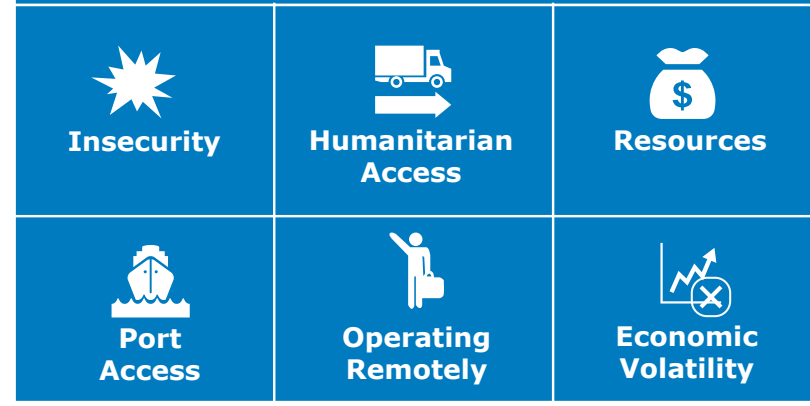 Insecurity
Humanitarian
Access
$
Resources
Port
Access
Operating
Remotely
Economic
Volatility